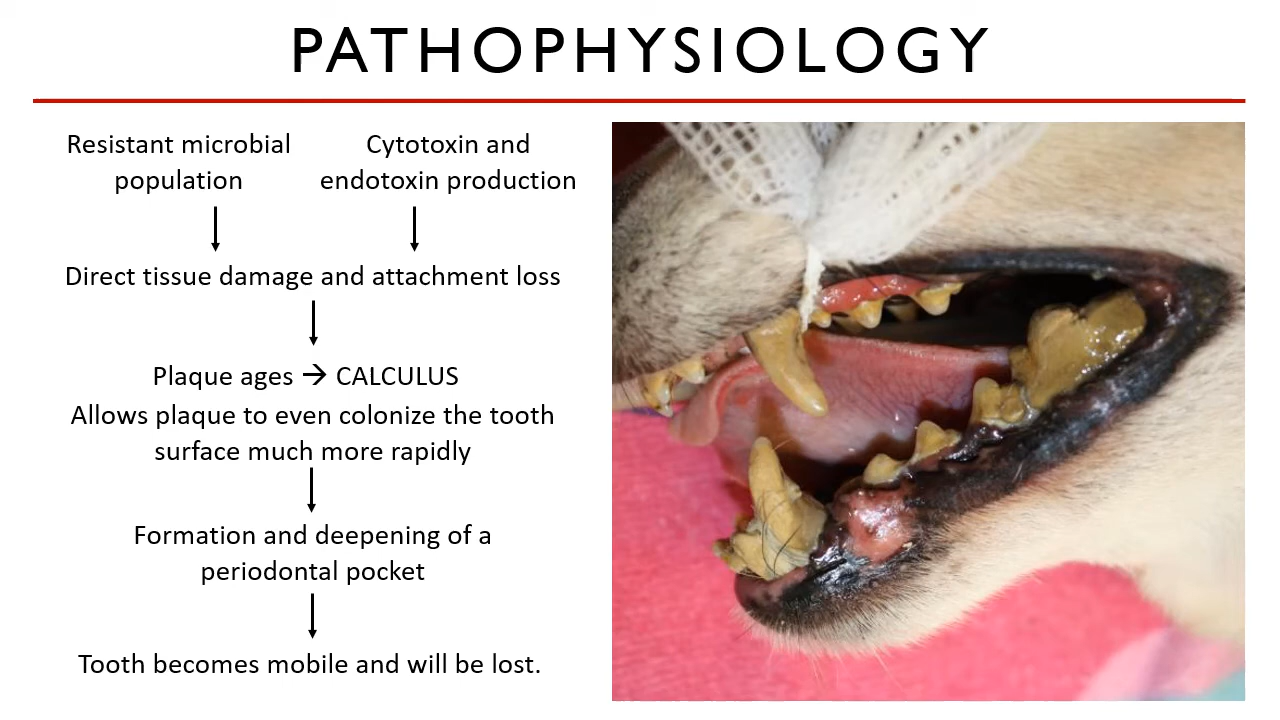 PATHOPHYSIOLOGY
Resistant microbial
population
Cytotoxin and
endotoxin production
Direct tissue damage and attachment loss
Plaque ages → CALCULUS
Allows plaque to even colonize the tooth
surface much more rapidly
Formation and deepening of a
periodontal pocket
Tooth becomes mobile and will be lost.